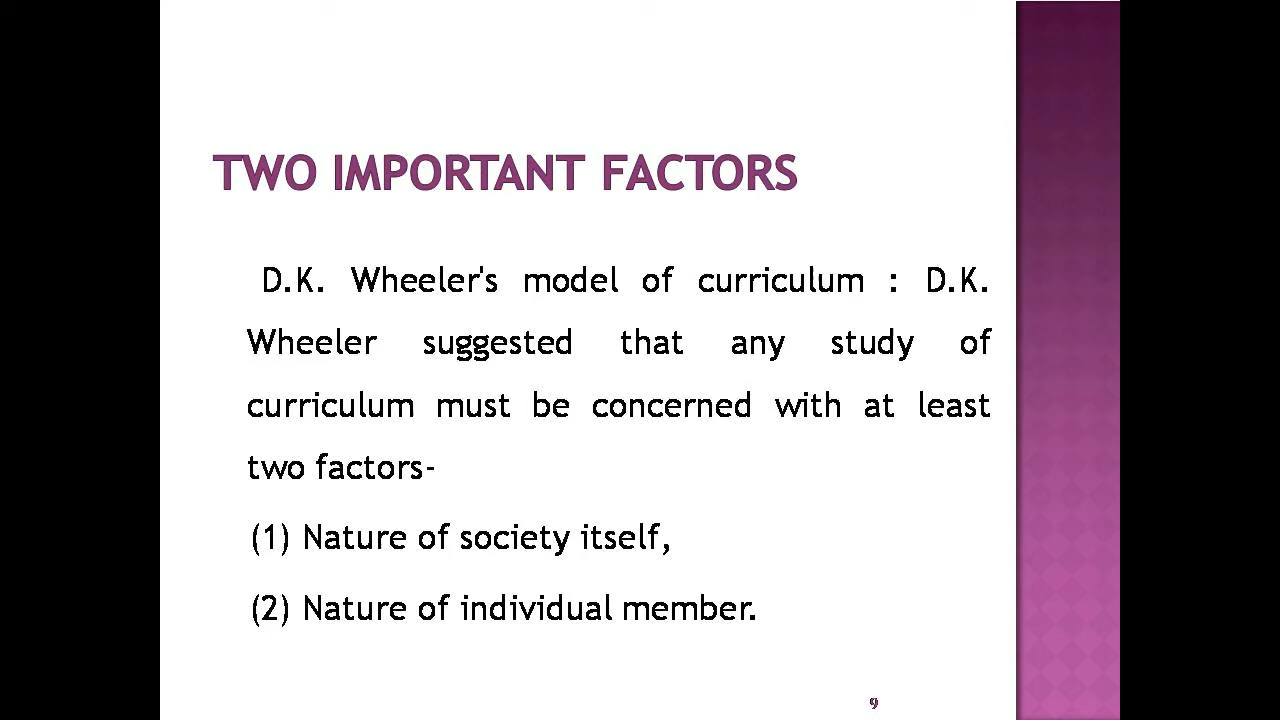 TWO IMPORTANT FACTORS
D.K. Wheeler's model of curriculum : D.K.
Wheeler suggested that any study of
curriculum must be concerned with at least
two factors-
(1) Nature of society itself,
(2) Nature of individual member.
9